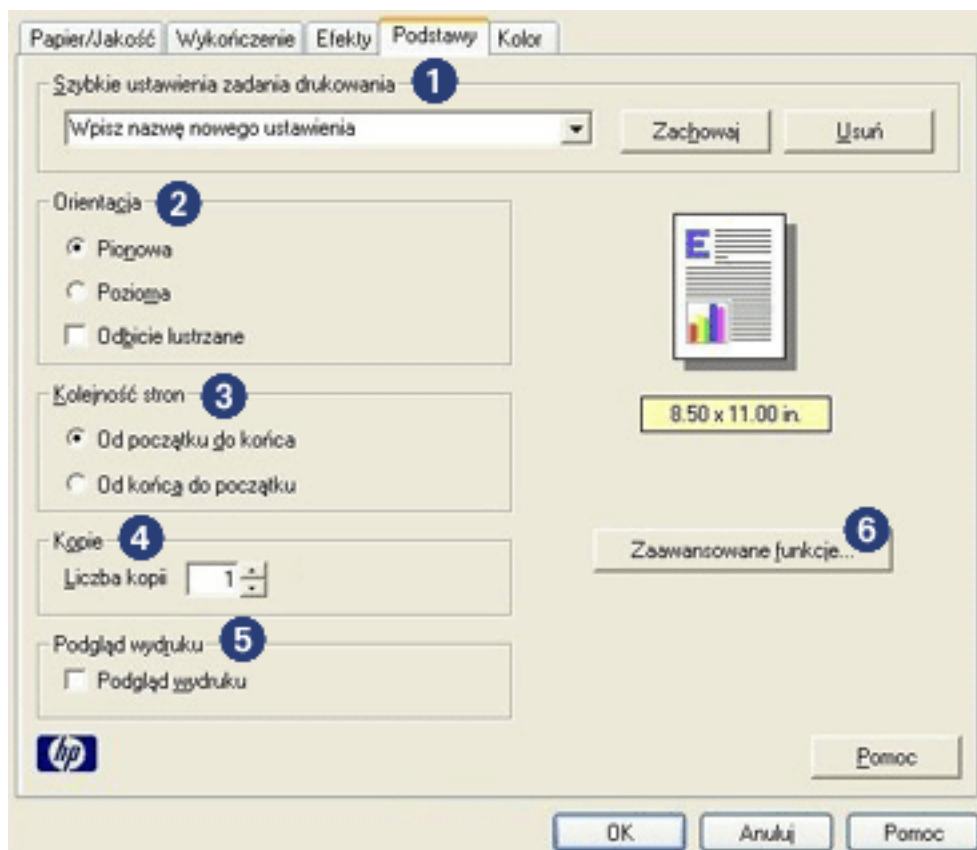 Papier/Jakość Wykończenie Efekty Podstawy Kolor
Szybkie ustawienia zadania drukowania 1
Wpisz nazwę nowego ustawienia Zachowaj Usuń
Orientacja 2
Pionowa
Pozioma
Odbicie lustrzane
E
8.50 x 11.00 in.
Kolejność stron 3
Od początku do końca
Od końca do początku
Kopie 4
Liczba kopii 1
Zaawansowane funkcje... 6
Podgląd wydruku 5
Podgląd wydruku
hp
Pomoc
OK Anuluj Pomoc